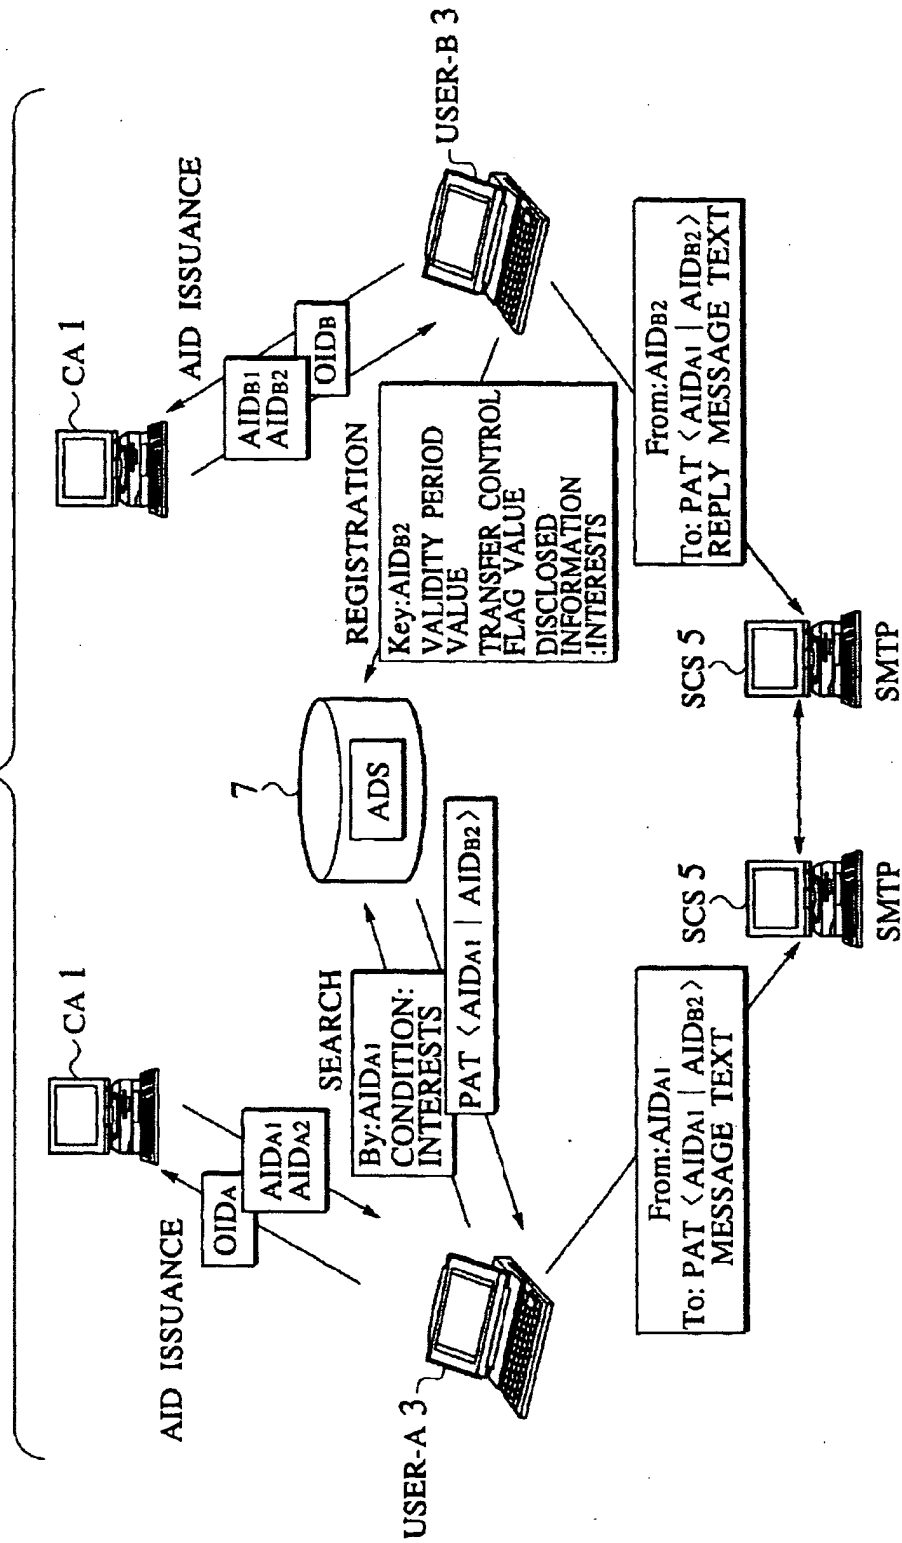 CA 1
AID ISSUANCE
OIDA
AIDA1
AIDA2
USER-A 3
SEARCH
By:AIDA1
CONDITION:
INTERESTS
PAT <AIDA1 | AIDB2>
7
ADS
From:AIDA1
To: PAT <AIDA1 | AIDB2>
MESSAGE TEXT
SCS 5
SMTP
CA 1
AID ISSUANCE
AIDB1
AIDB2
OIDB
USER-B 3
REGISTRATION
Key:AIDB2
VALIDITY PERIOD
VALUE
TRANSFER CONTROL
FLAG VALUE
DISCLOSED
INFORMATION
:INTERESTS
From:AIDB2
To: PAT <AIDA1 | AIDB2>
REPLY MESSAGE TEXT
SCS 5
SMTP